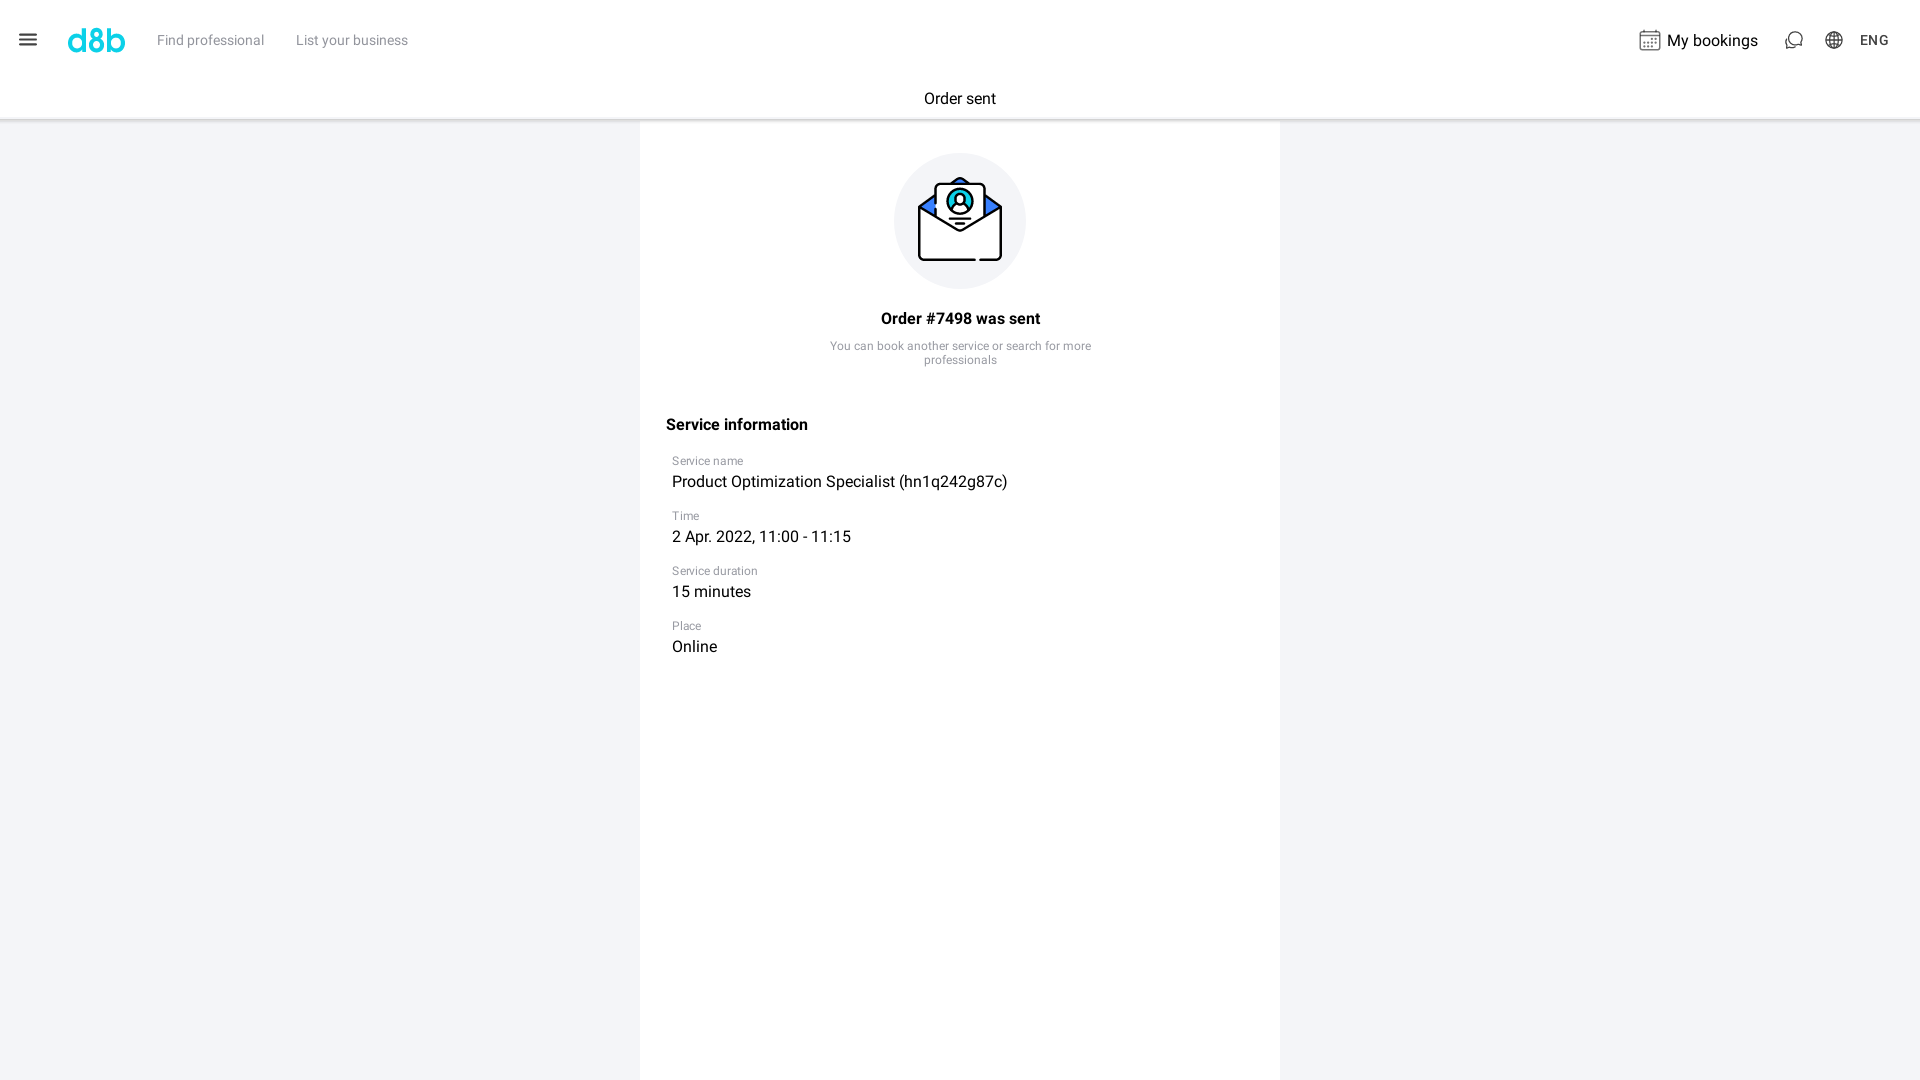 d8b
Find professional
List your business
My bookings
ENG
Order sent
Order #7498 was sent
You can book another service or search for more
professionals
Service information
Service name
Product Optimization Specialist (hn1q242g87c)
Time
2 Apr. 2022, 11:00 - 11:15
Service duration
15 minutes
Place
Online